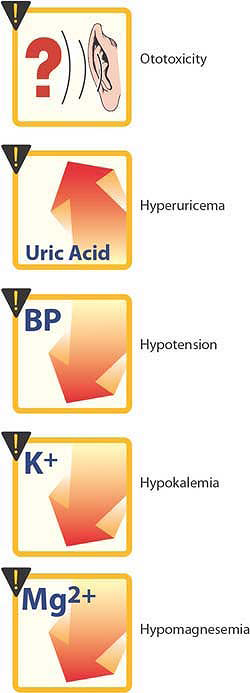 !
?
Ototoxicity
!
Uric Acid
Hyperuricema
!
BP
Hypotension
!
K+
Hypokalemia
!
Mg2+
Hypomagnesemia